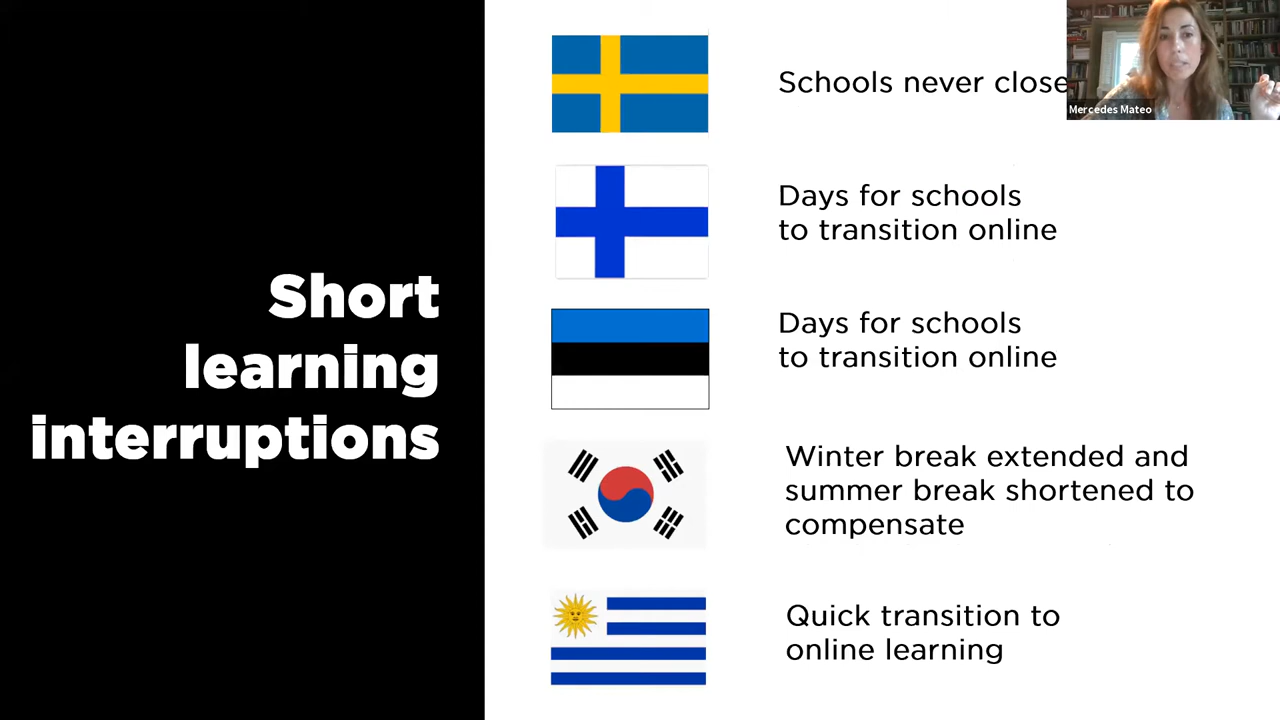 Short
learning
interruptions
Schools never close
Days for schools
to transition online
Days for schools
to transition online
Winter break extended and
summer break shortened to
compensate
Quick transition to
online learning
Mercedes Mateo